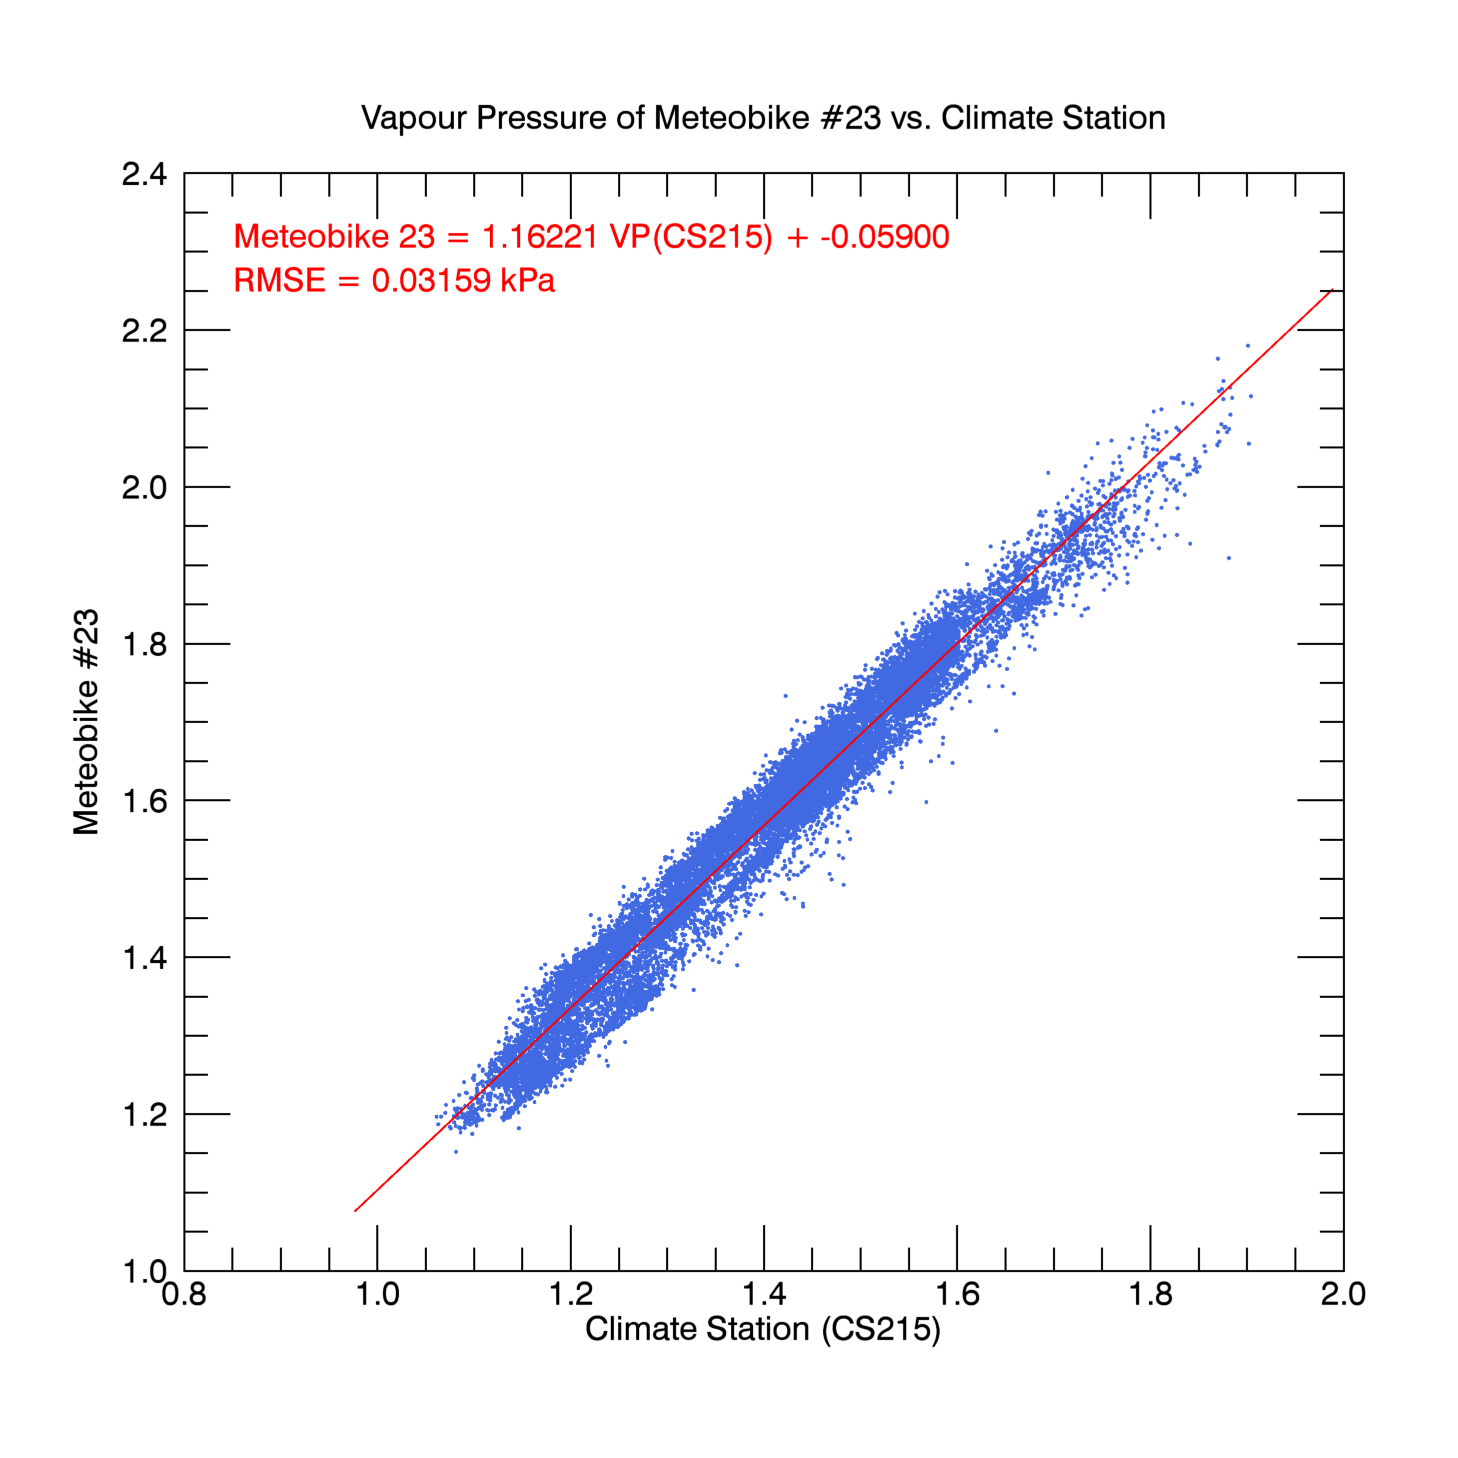 Vapour Pressure of Meteobike #23 vs. Climate Station
Meteobike 23 = 1.16221 VP(CS215) + -0.05900
RMSE = 0.03159 kPa
Meteobike #23
2.4
2.2
2.0
1.8
1.6
1.4
1.2
1.0
0.8 1.0 1.2 1.4 1.6 1.8 2.0
Climate Station (CS215)